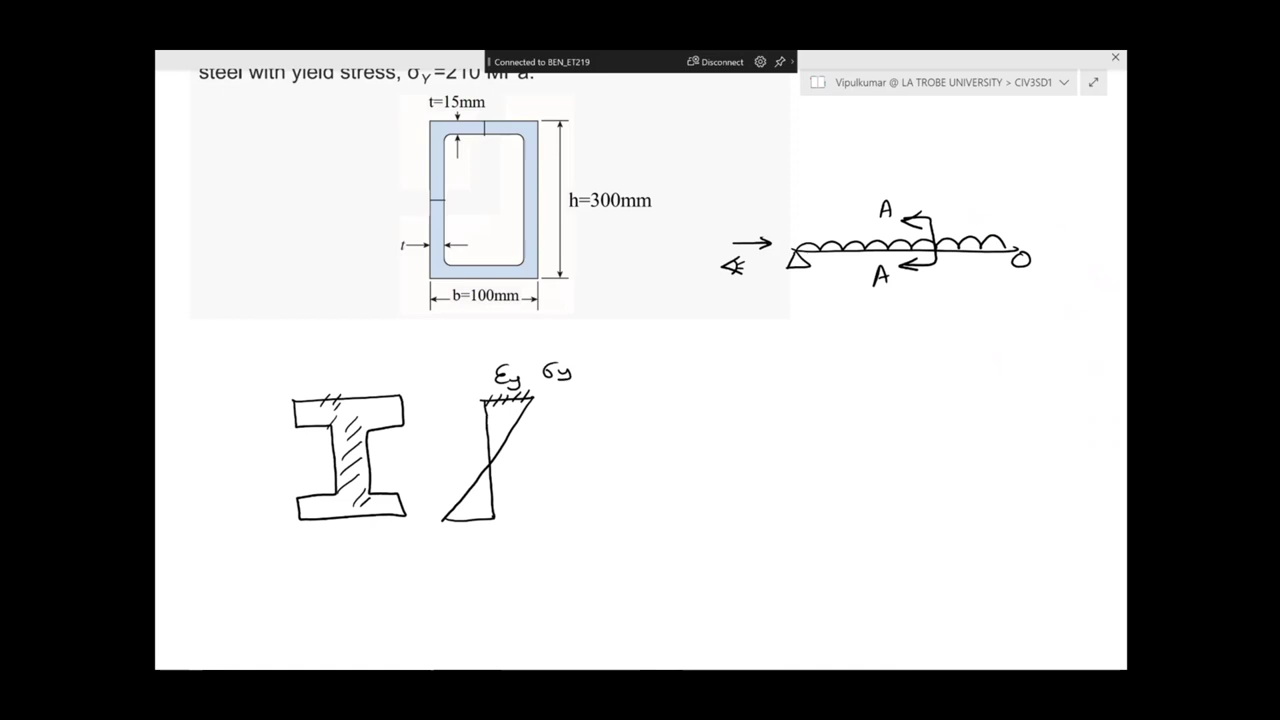 Connected to BEN_ET219
Disconnect
steel with yield stress, σY=210 MPa.
Vipulkumar @ LA TROBE UNIVERSITY > CIV3SD1
t=15mm
h=300mm
t
b=100mm
A
A
εy σy